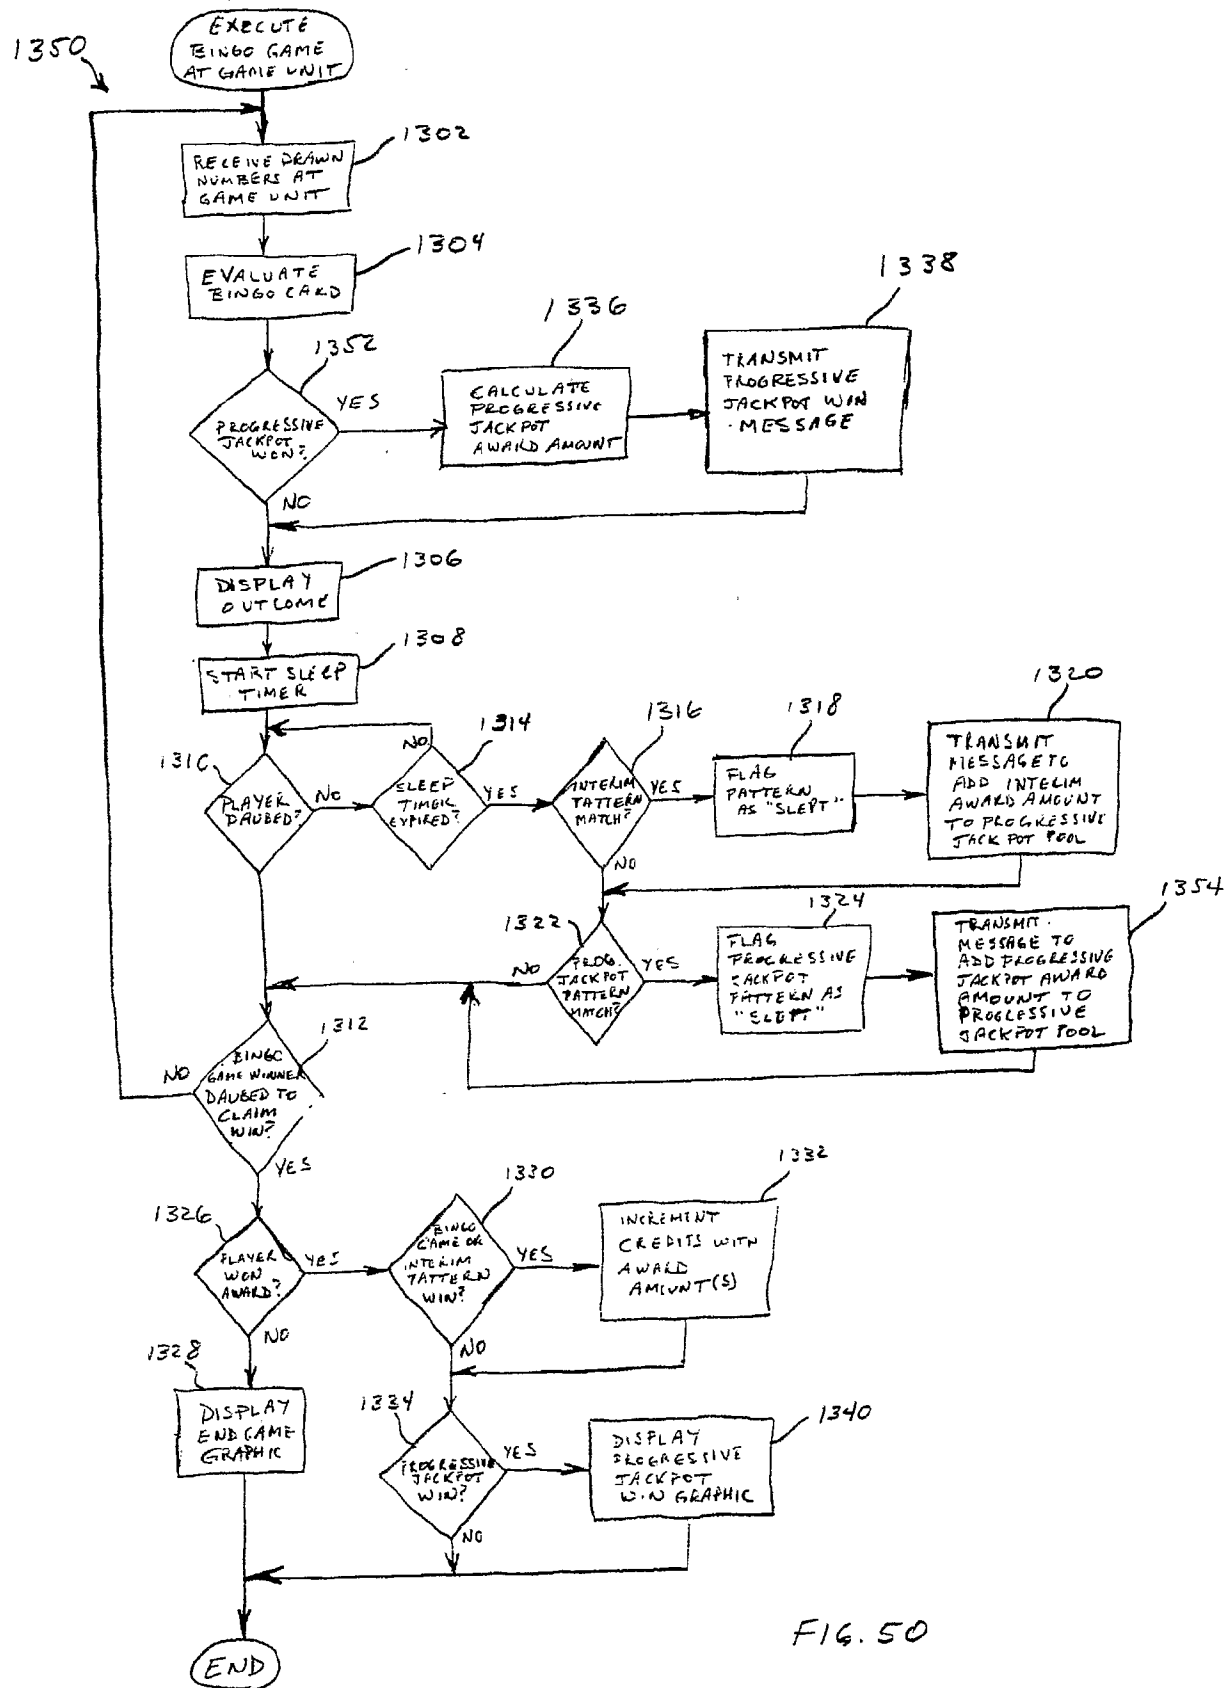 EXECUTE
BINGO GAME
AT GAME UNIT
1350
1302
RECEIVE DRAWN
NUMBERS AT
GAME UNIT
1304
EVALUATE
BINGO CARD
1352
PROGRESSIVE
JACKPOT
WON?
YES
NO
1336
CALCULATE
PROGRESSIVE
JACKPOT
AWARD AMOUNT
1338
TRANSMIT
PROGRESSIVE
JACKPOT WIN
MESSAGE
1306
DISPLAY
OUTCOME
1308
START SLEEP
TIMER
1310
PLAYER
DAUBED?
NO
1314
NO
SLEEP
TIMER
EXPIRED?
YES
1316
INTERIM
PATTERN
MATCH?
YES
NO
1318
FLAG
PATTERN
AS "SLEPT"
1320
TRANSMIT
MESSAGE TO
ADD INTERIM
AWARD AMOUNT
TO PROGRESSIVE
JACKPOT POOL
1322
PROG.
JACKPOT
PATTERN
MATCH?
NO
YES
1324
FLAG
PROGRESSIVE
JACKPOT
PATTERN AS
"SLEPT"
1354
TRANSMIT
MESSAGE TO
ADD PROGRESSIVE
JACKPOT AWARD
AMOUNT TO
PROGRESSIVE
JACKPOT POOL
1312
BINGO
GAME WINNER
DAUBED TO
CLAIM
WIN?
NO
YES
1326
PLAYER
WON
AWARD?
YES
NO
1330
BINGO
GAME OR
INTERIM
PATTERN
WIN?
YES
NO
1332
INCREMENT
CREDITS WITH
AWARD
AMOUNT(S)
1328
DISPLAY
END GAME
GRAPHIC
1334
PROGRESSIVE
JACKPOT
WIN?
YES
NO
1340
DISPLAY
PROGRESSIVE
JACKPOT
WIN GRAPHIC
END
FIG. 50